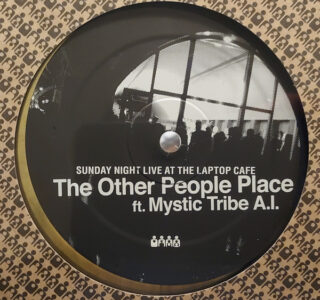 SUNDAY NIGHT LIVE AT THE LAPTOP CAFE
The Other People Place
ft. Mystic Tribe A.I.